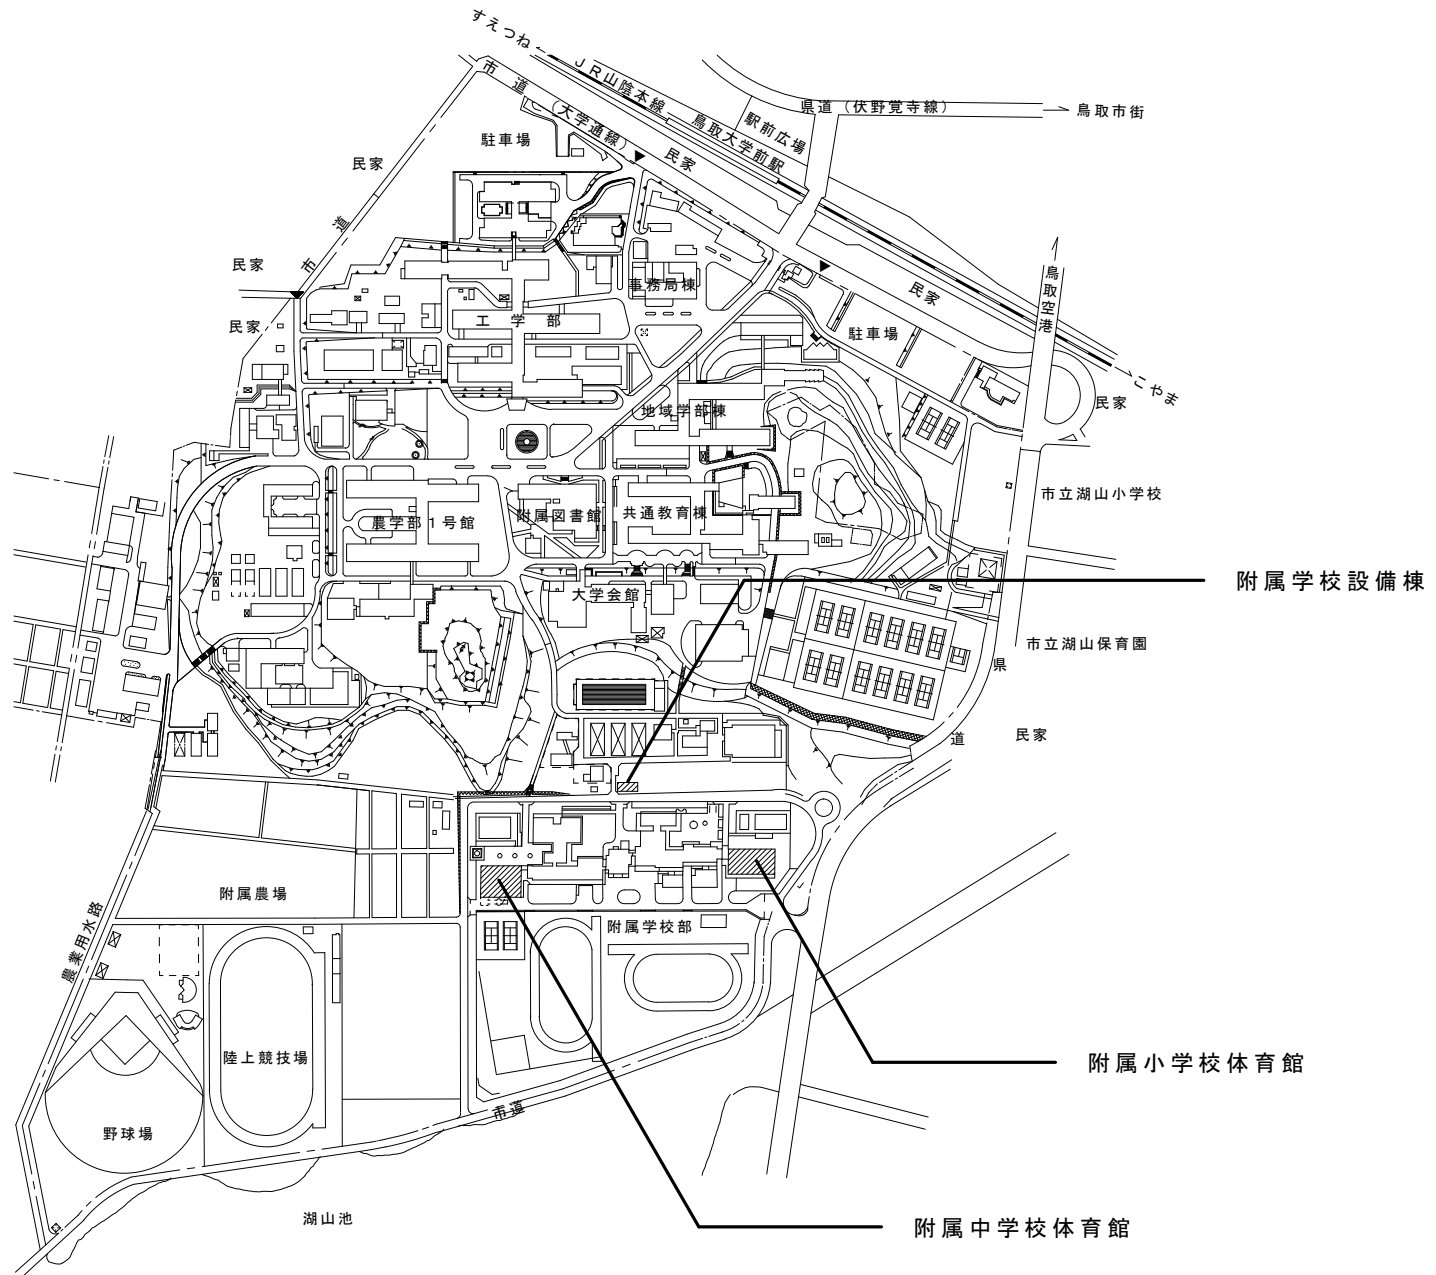 すえつね
JR山陰本線
県道（伏野覚寺線）
鳥取市街
市道
（大学通線）
鳥取大学前駅
駅前広場
駐車場
民家
民家
市道
民家
鳥取空港
事務局棟
民家
民家
工学部
駐車場
こやま
民家
地域学部棟
市立湖山小学校
農学部1号館
附属図書館
共通教育棟
附属学校設備棟
大学会館
市立湖山保育園
県道
民家
附属農場
農業用水路
附属学校部
陸上競技場
附属小学校体育館
市道
野球場
湖山池
附属中学校体育館